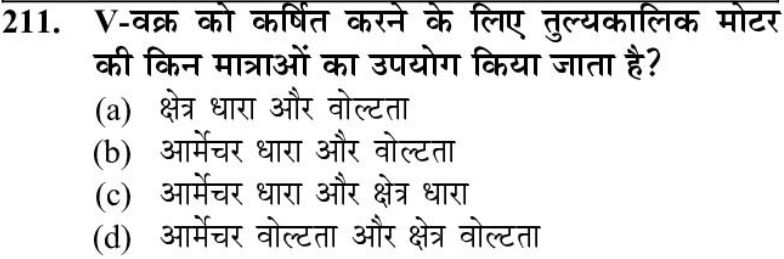 211. V-वक्र को कर्षित करने के लिए तुल्यकालिक मोटर
की किन मात्राओं का उपयोग किया जाता है?
(a) क्षेत्र धारा और वोल्टता
(b) आर्मेचर धारा और वोल्टता
(c) आर्मेचर धारा और क्षेत्र धारा
(d) आर्मेचर वोल्टता और क्षेत्र वोल्टता